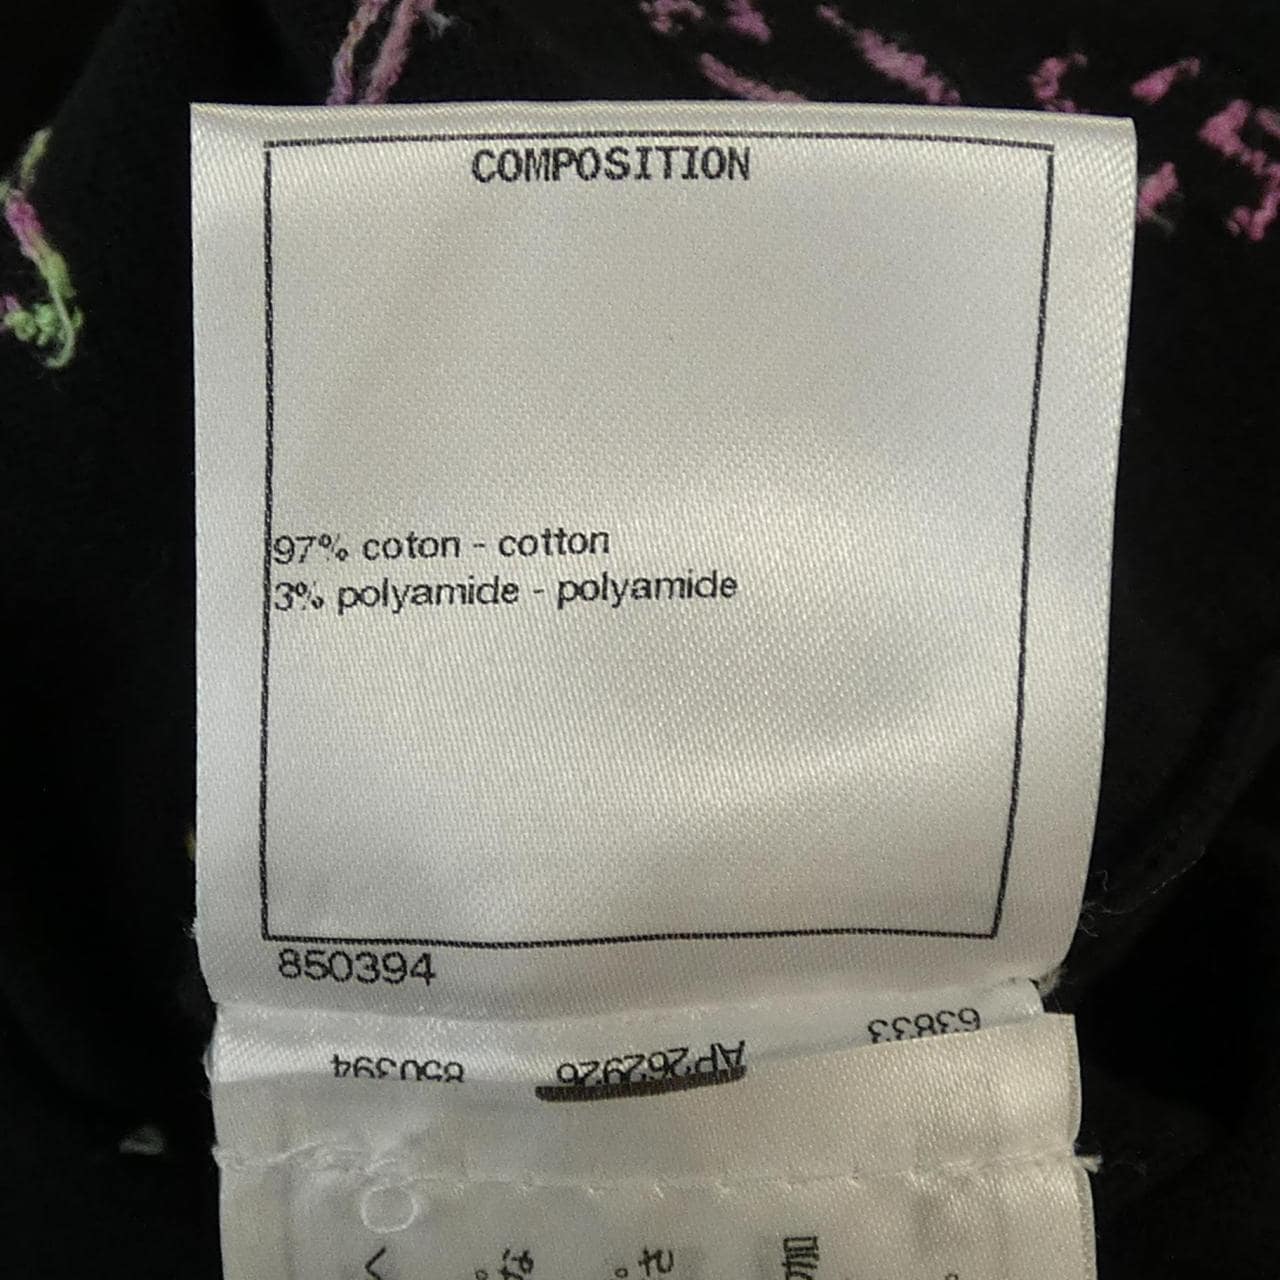 COMPOSITION
97% coton - cotton
3% polyamide - polyamide
850394
63833
AP262926
850394